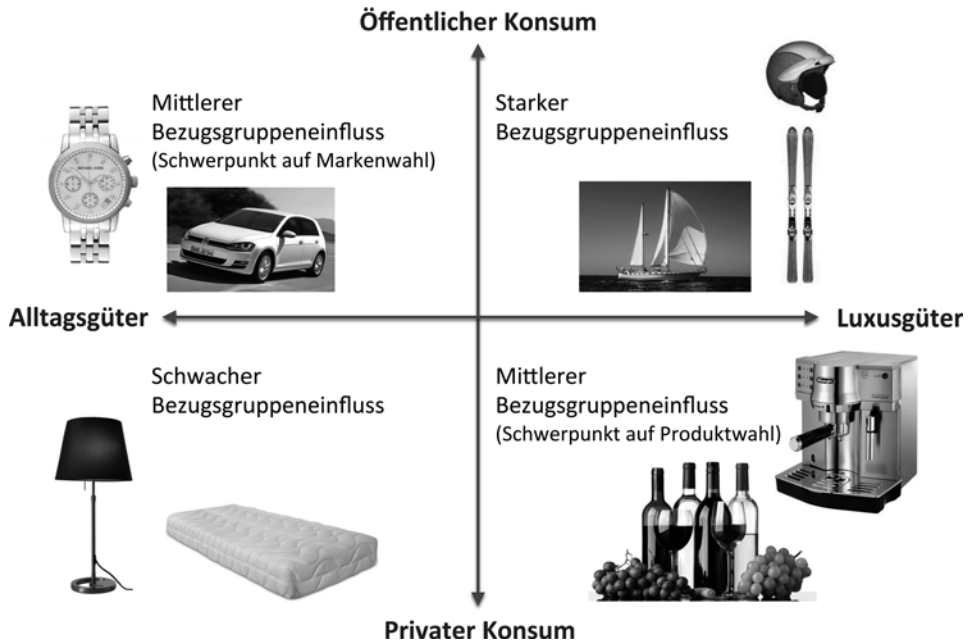 Öffentlicher Konsum
Mittlerer
Bezugsgruppeneinfluss
(Schwerpunkt auf Markenwahl)
Starker
Bezugsgruppeneinfluss
Alltagsgüter
Luxusgüter
Schwacher
Bezugsgruppeneinfluss
Mittlerer
Bezugsgruppeneinfluss
(Schwerpunkt auf Produktwahl)
Privater Konsum